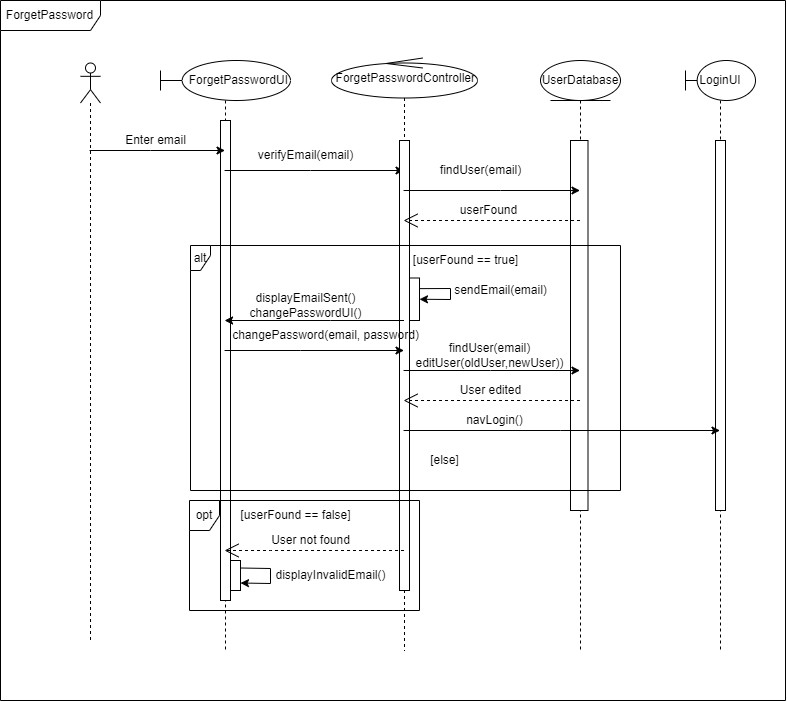 ForgetPassword
ForgetPasswordUI
ForgetPasswordController
UserDatabase
LoginUI
Enter email
verifyEmail(email)
findUser(email)
userFound
alt
[userFound == true]
sendEmail(email)
displayEmailSent()
changePasswordUI()
changePassword(email, password)
findUser(email)
editUser(oldUser,newUser))
User edited
navLogin()
[else]
opt
[userFound == false]
User not found
displayInvalidEmail()